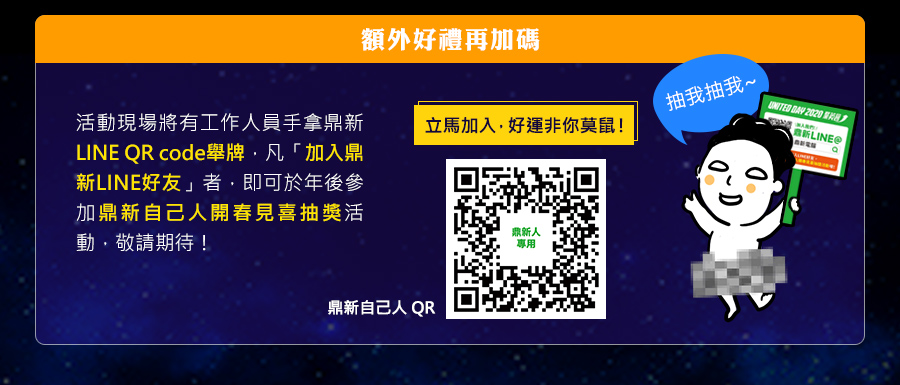 額外好禮再加碼
抽我抽我~
活動現場將有工作人員手拿鼎新
LINE QR code舉牌，凡「加入鼎
新LINE好友」者，即可於年後參
加鼎新自己人開春見喜抽獎活
動，敬請期待！
立馬加入，好運非你莫鼠！
鼎新人
專用
鼎新自己人 QR
UNITED DAY 2020
鼎新LINE@
鼎新電腦